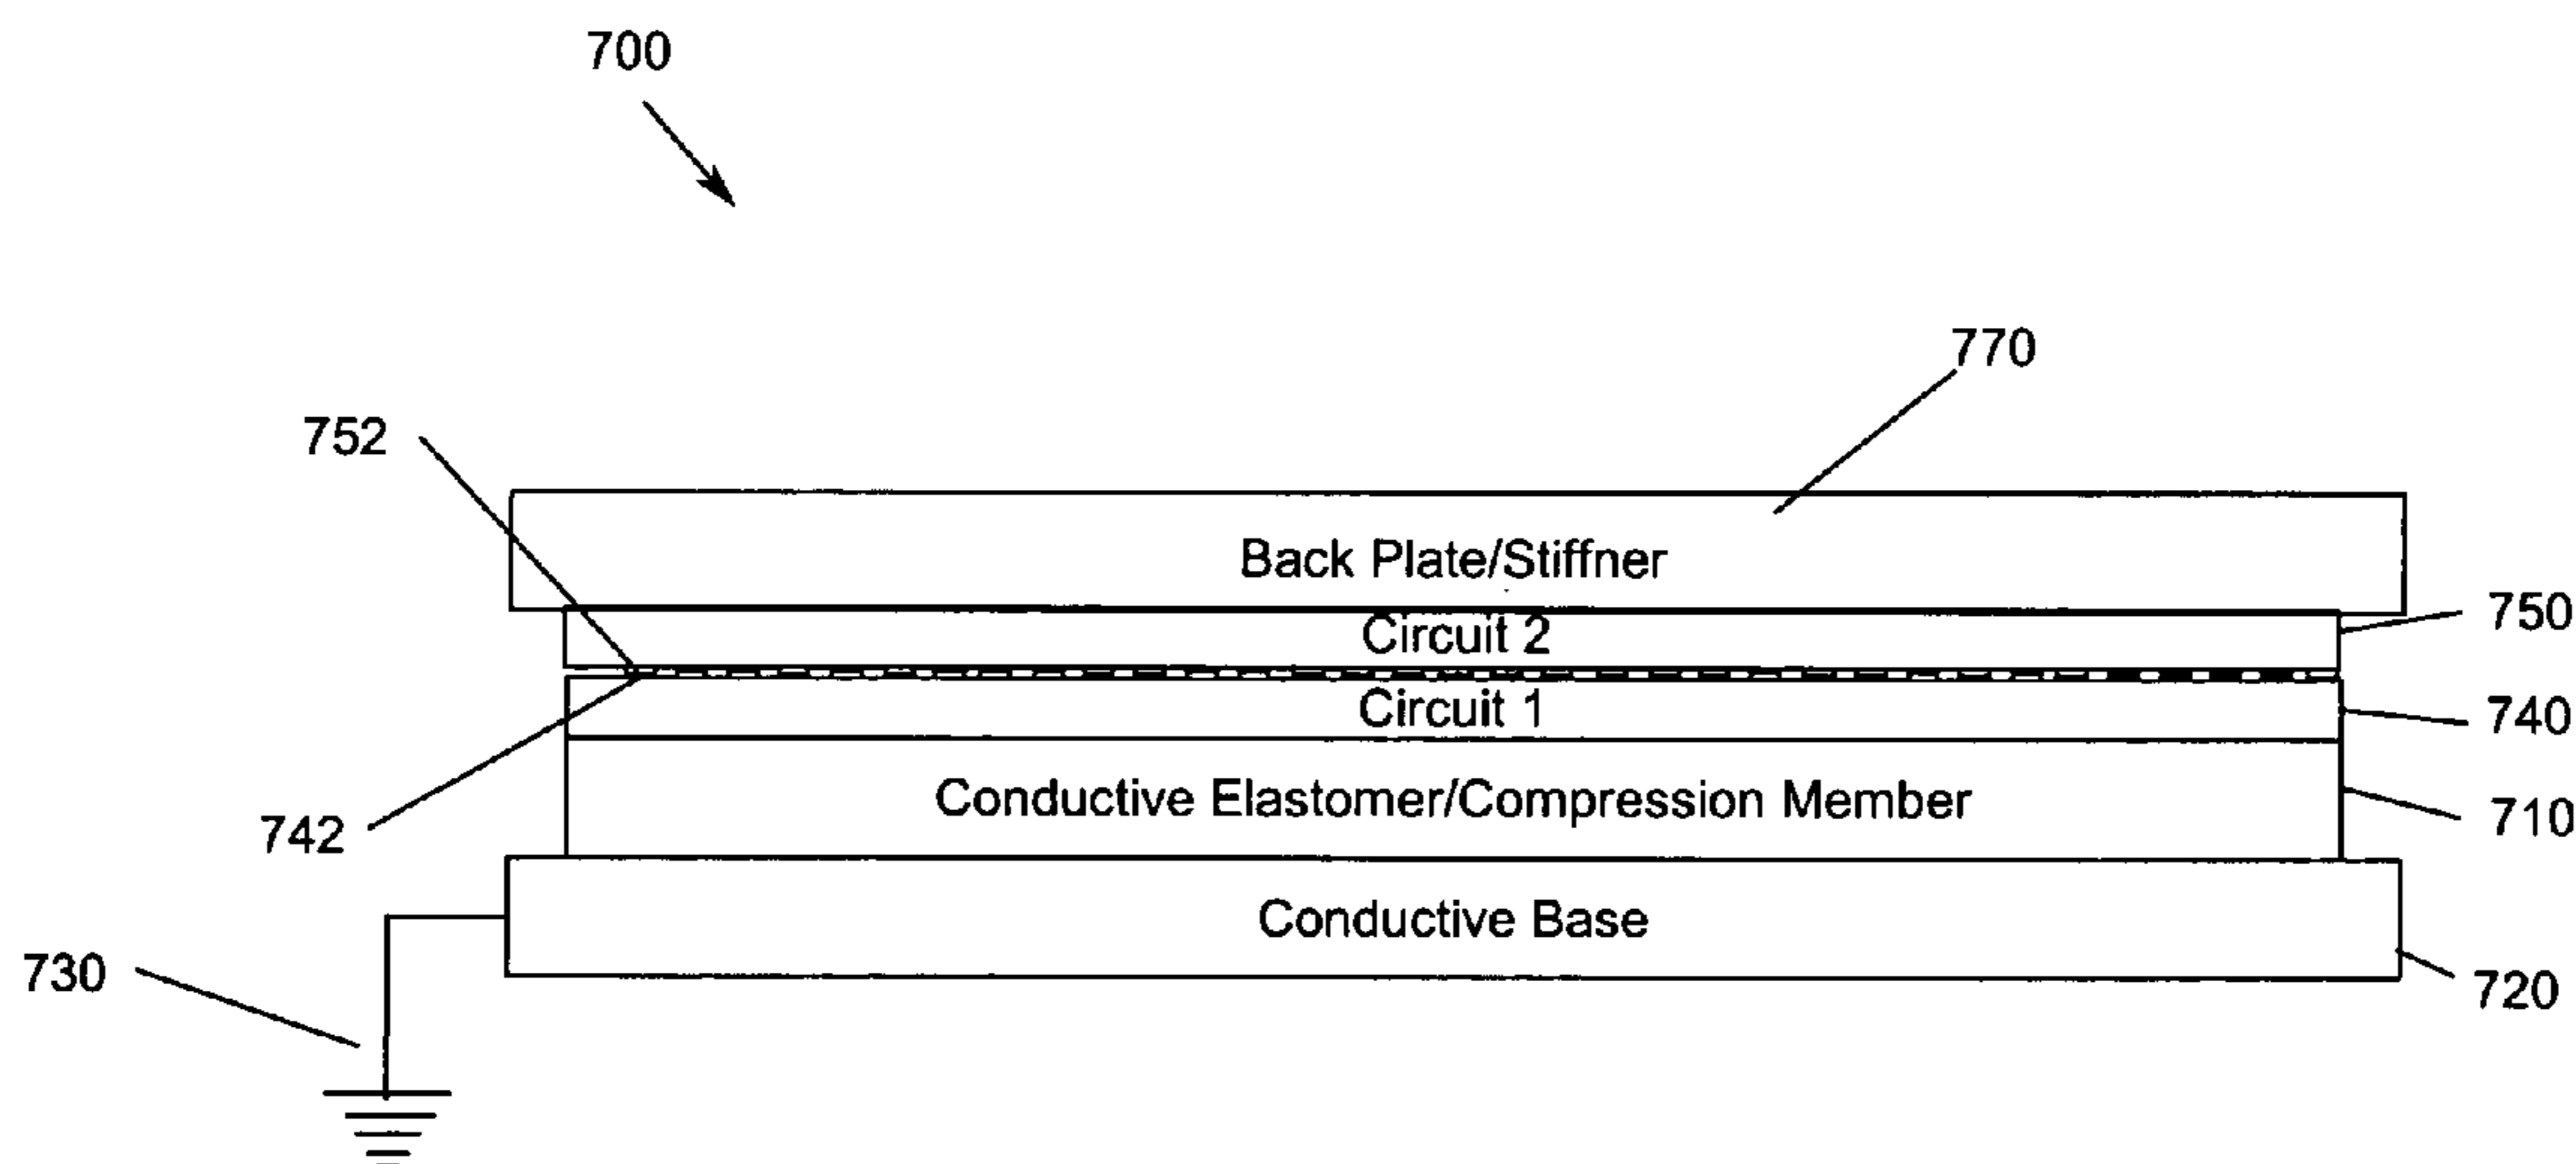 700
770
752
Back Plate/Stiffner
750
Circuit 2
Circuit 1
740
742
Conductive Elastomer/Compression Member
710
Conductive Base
730
720